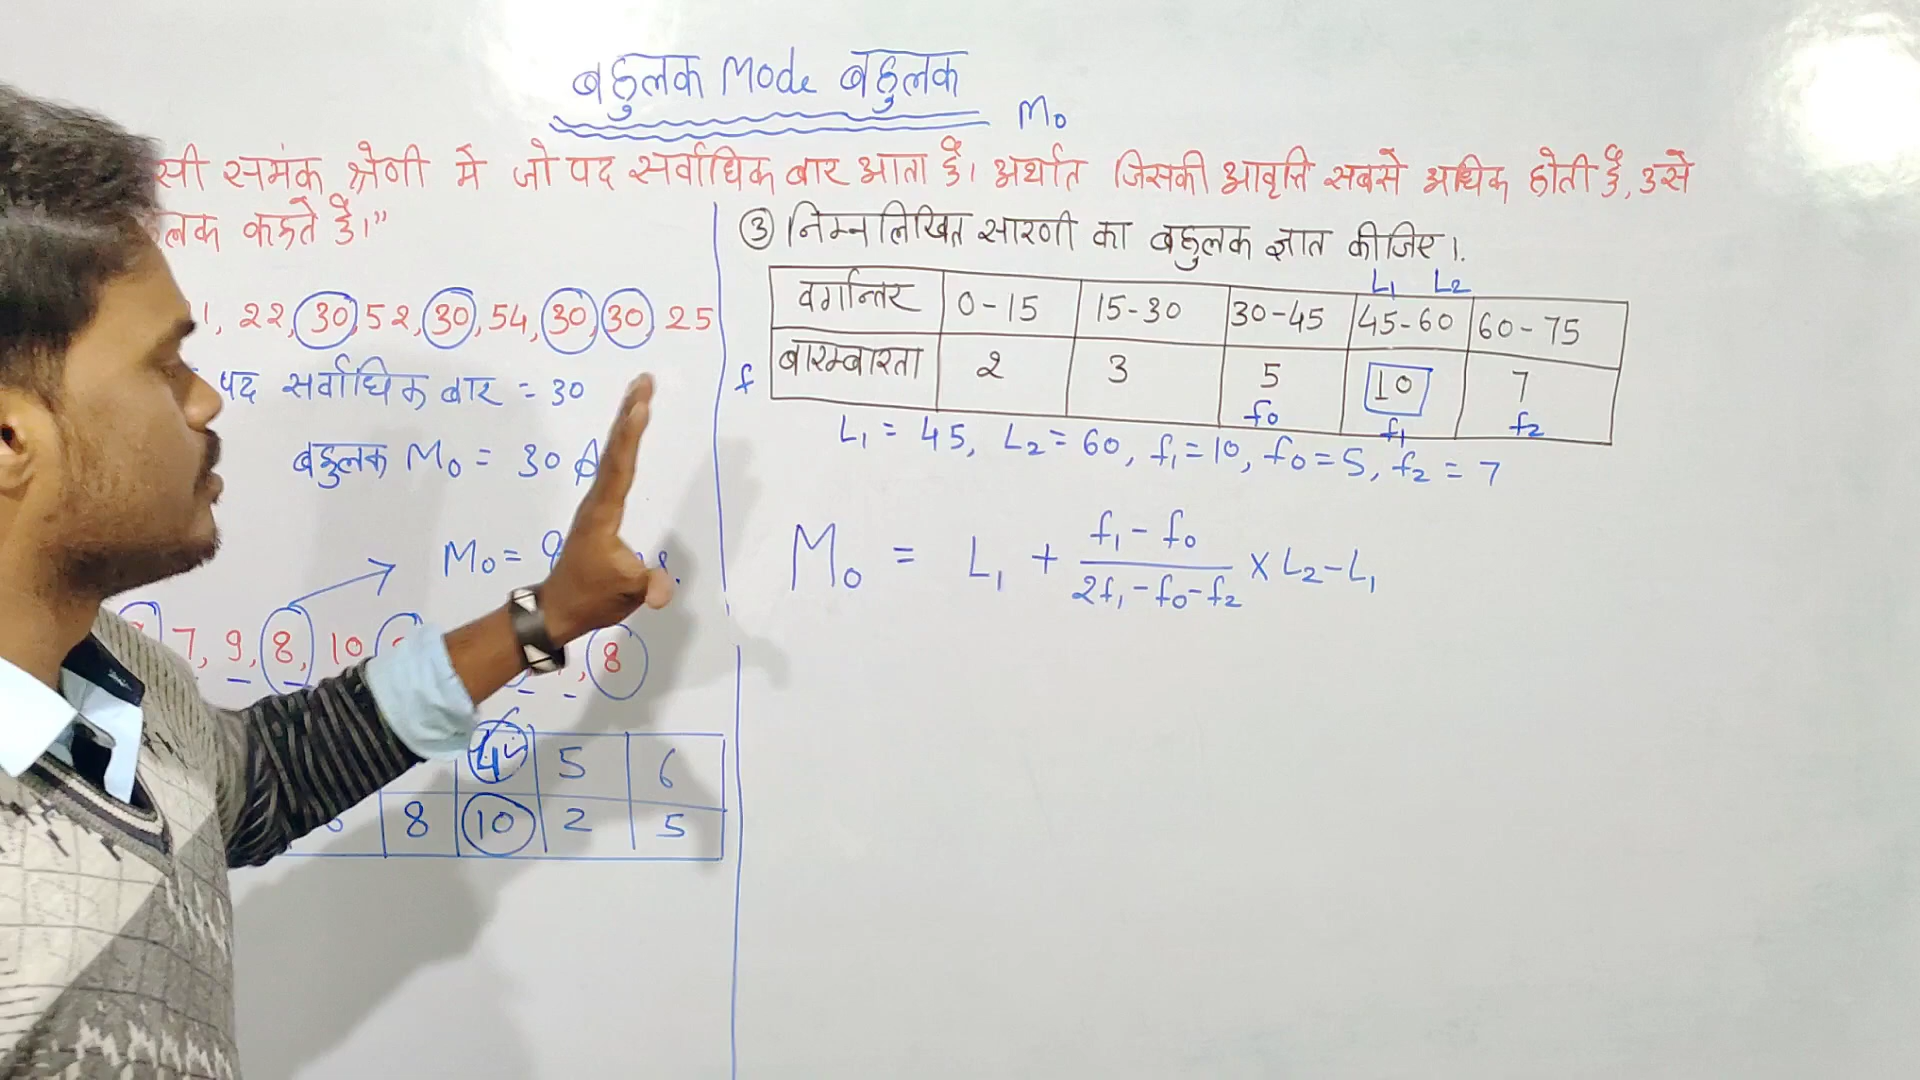 बहुलक Mode बहुलक
Mo
सी समंक श्रेणी में जो पद सर्वाधिक बार आता है। अर्थात जिसकी आवृत्ति सबसे अधिक होती है, उसे
लक कहते है।”
1, 22, 30, 52, 30, 54, 30, 30, 25
पद सर्वाधिक बार = 30
बहुलक Mo = 30
Mo =
7, 9, 8, 10
8
4 5 6
8 10 2 5
③ निम्नलिखित सारणी का बहुलक ज्ञात कीजिए।.
L₁ L₂
वर्गान्तर 0-15 15-30 30-45 45-60 60-75
f बारम्बारता 2 3 5 10 7
f₀ f₁ f₂
L₁ = 45, L₂ = 60, f₁ = 10, f₀ = 5, f₂ = 7
M₀ = L₁ + (f₁ - f₀)/(2f₁ - f₀ - f₂) × L₂ - L₁